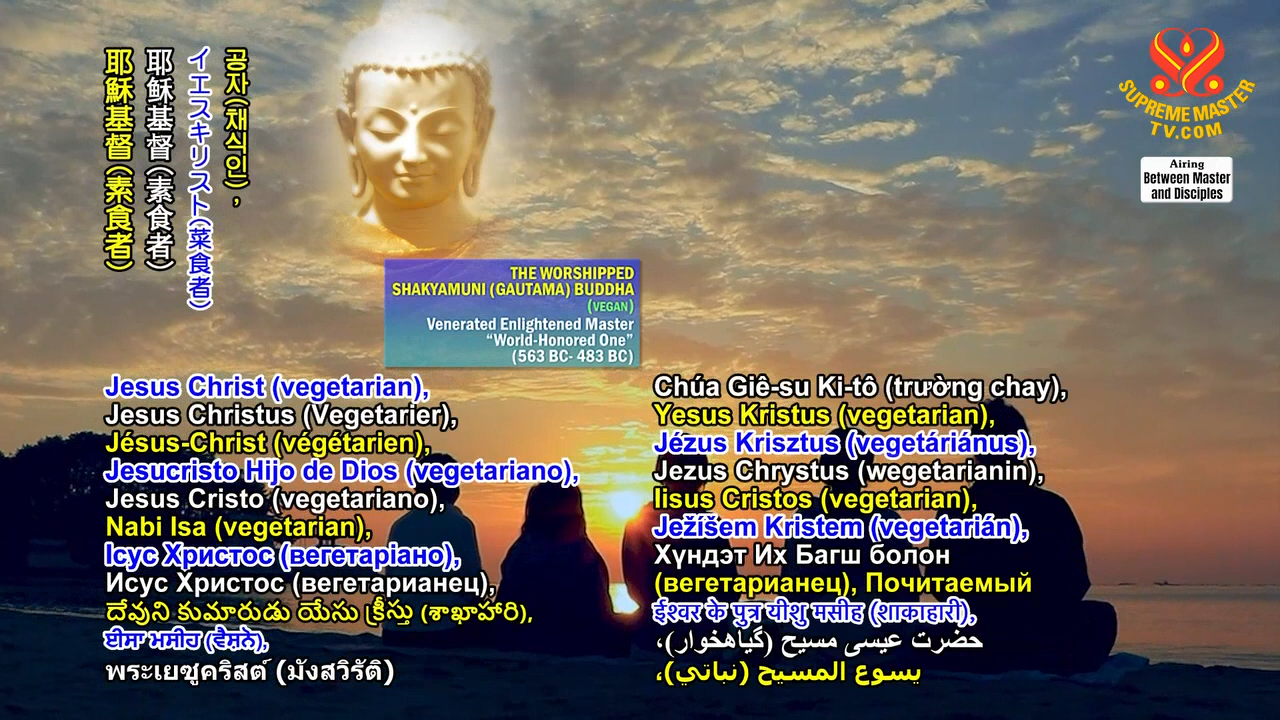 공자(채식인),
イエスキリスト(菜食者)
耶稣基督(素食者)
耶穌基督(素食者)
SUPREME MASTER
TV.COM
Airing
Between Master
and Disciples
THE WORSHIPPED
SHAKYAMUNI (GAUTAMA) BUDDHA
(VEGAN)
Venerated Enlightened Master
“World-Honored One”
(563 BC- 483 BC)
Jesus Christ (vegetarian),
Jesus Christus (Vegetarier),
Jésus-Christ (végétarien),
Jesucristo Hijo de Dios (vegetariano),
Jesus Cristo (vegetariano),
Nabi Isa (vegetarian),
Ісус Христос (вегетаріано),
Исус Христос (вегетарианец),
దేవుని కుమారుడు యేసు క్రీస్తు (శాఖాహారి),
ਈਸਾ ਮਸੀਹ (ਵੈਸ਼ਨੋ),
พระเยซูคริสต์ (มังสวิรัติ)
Chúa Giê-su Ki-tô (trường chay),
Yesus Kristus (vegetarian),
Jézus Krisztus (vegetáriánus),
Jezus Chrystus (wegetarianin),
Iisus Cristos (vegetarian),
Ježíšem Kristem (vegetarián),
Хүндэт Их Багш болон
(вегетарианец), Почитаемый
ईश्वर के पुत्र यीशु मसीह (शाकाहारी),
حضرت عیسی مسیح (گیاهخوار)،
يسوع المسيح (نباتي)،